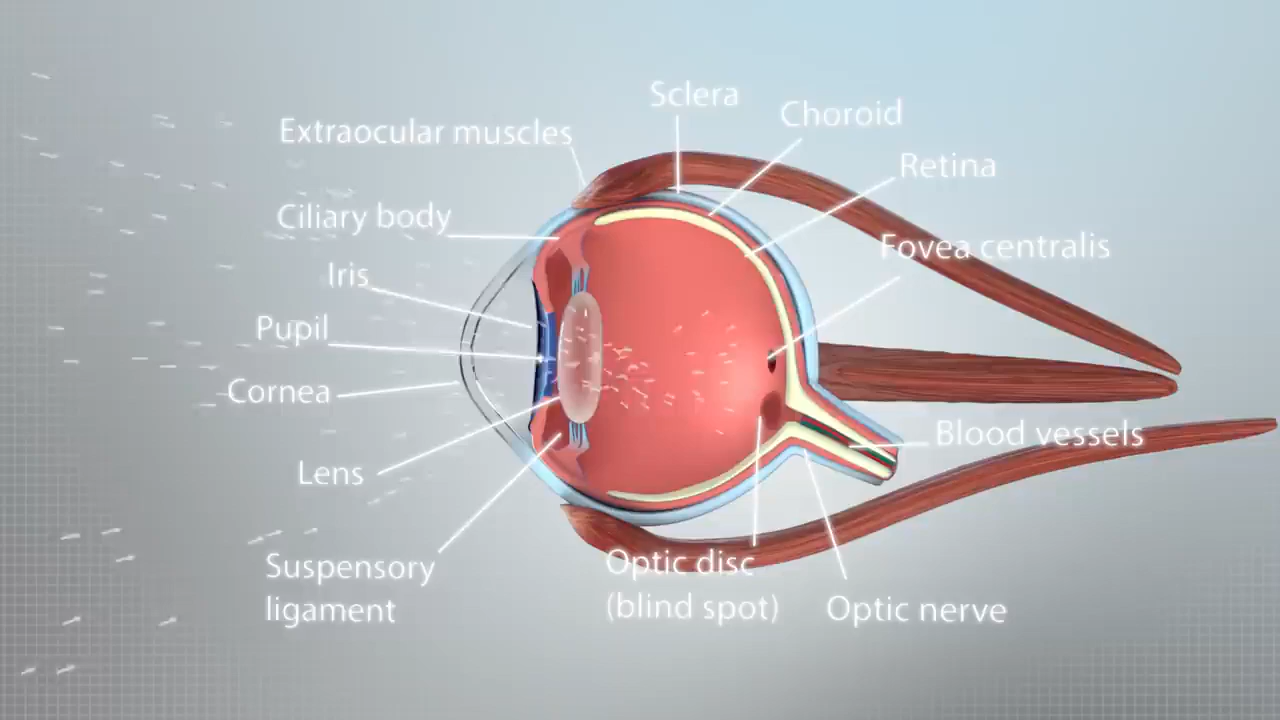 Sclera
Choroid
Extraocular muscles
Retina
Ciliary body
Fovea centralis
Iris
Pupil
Cornea
Blood vessels
Lens
Suspensory
ligament
Optic disc
(blind spot)
Optic nerve